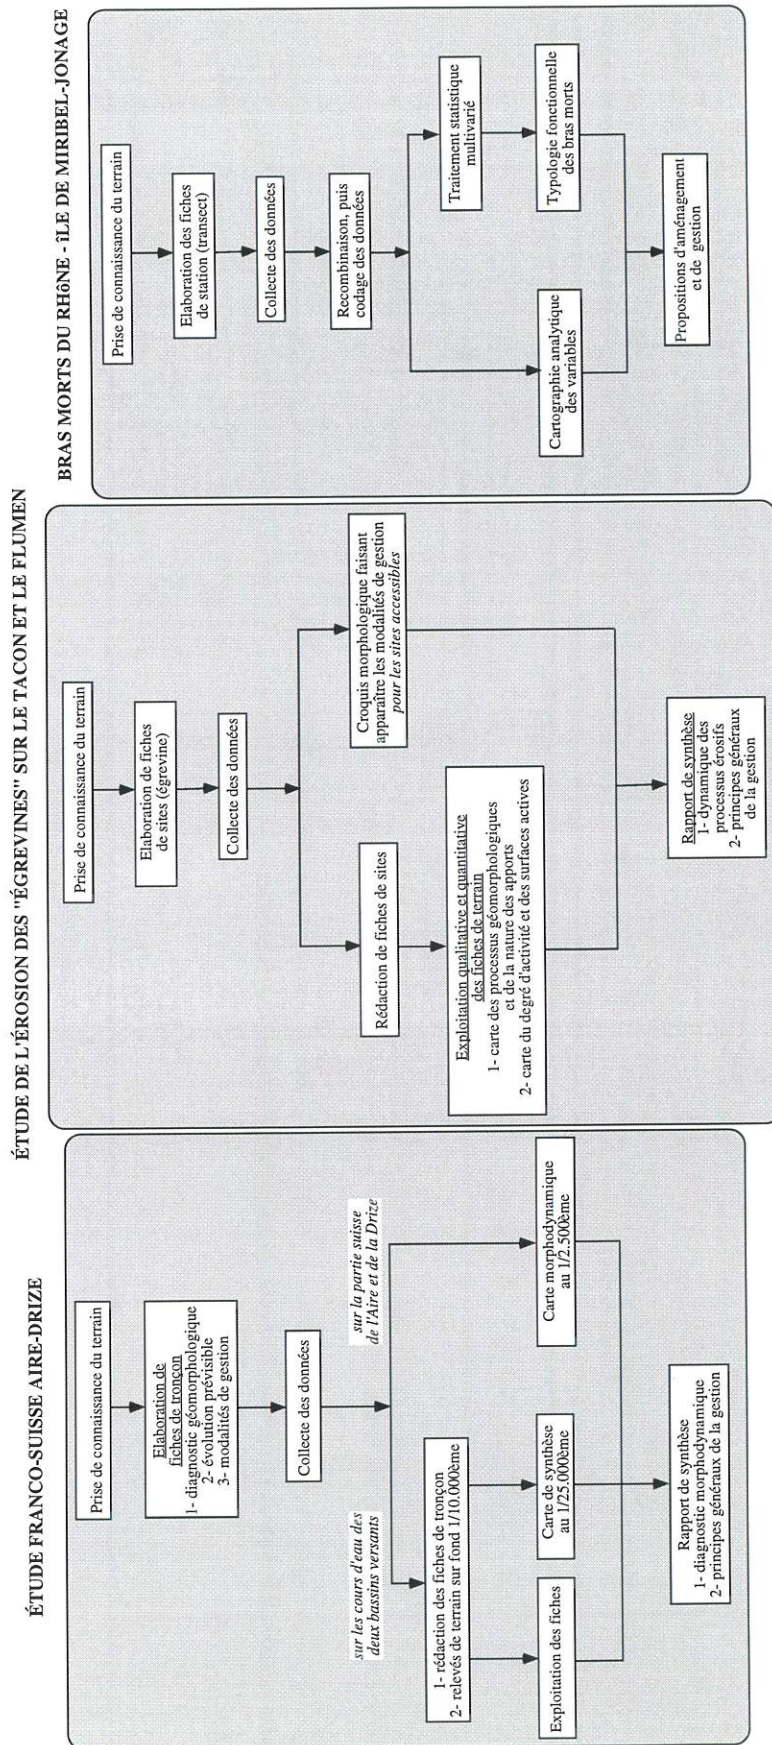 ÉTUDE FRANCO-SUISSE AIRE-DRIZE
Prise de connaissance du terrain
Elaboration de
fiches de tronçon
1- diagnostic géomorphologique
2- évolution prévisible
3- modalités de gestion
Collecte des données
sur les cours d'eau des
deux bassins versants
sur la partie suisse
de l'Aire et de la Drize
1- rédaction des fiches de tronçon
2- relevés de terrain sur fond 1/10.000ème
Exploitation des fiches
Carte de synthèse
au 1/25.000ème
Carte morphodynamique
au 1/2.500ème
Rapport de synthèse
1- diagnostic morphodynamique
2- principes généraux de la gestion
ÉTUDE DE L'ÉROSION DES "ÉGREVINES" SUR LE TACON ET LE FLUMEN
Prise de connaissance du terrain
Elaboration de fiches
de sites (égrevine)
Collecte des données
Rédaction de fiches de sites
Croquis morphologique faisant
apparaître les modalités de gestion
pour les sites accessibles
Exploitation qualitative et quantitative
des fiches de terrain
1- carte des processus géomorphologiques
et de la nature des apports
2- carte du degré d'activité et des surfaces actives
Rapport de synthèse
1- dynamique des
processus érosifs
2- principes généraux
de la gestion
BRAS MORTS DU RHôNE - îLE DE MIRIBEL-JONAGE
Prise de connaissance du terrain
Elaboration des fiches
de station (transect)
Collecte des données
Recombinaison, puis
codage des données
Traitement statistique
multivarié
Cartographie analytique
des variables
Typologie fonctionnelle
des bras morts
Propositions d'aménagement
et de gestion